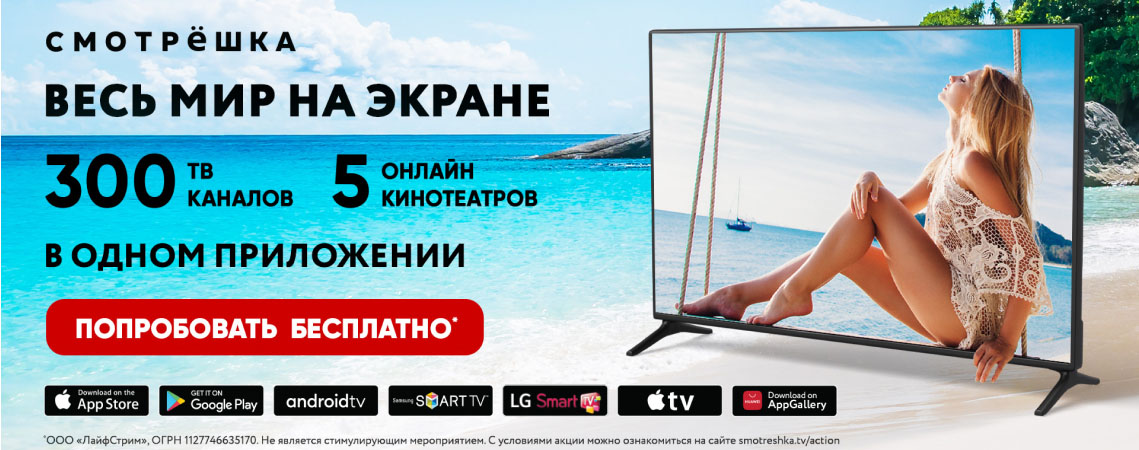 СМОТРЁШКА
ВЕСЬ МИР НА ЭКРАНЕ
300 ТВ КАНАЛОВ
5 ОНЛАЙН КИНОТЕАТРОВ
В ОДНОМ ПРИЛОЖЕНИИ
ПОПРОБОВАТЬ БЕСПЛАТНО*
Download on the App Store
GET IT ON Google Play
androidtv
Samsung SMART TV
LG Smart TV
tv
HUAWEI Download on AppGallery
*ООО «ЛайфСтрим», ОГРН 1127746635170. Не является стимулирующим мероприятием. С условиями акции можно ознакомиться на сайте smotreshka.tv/action